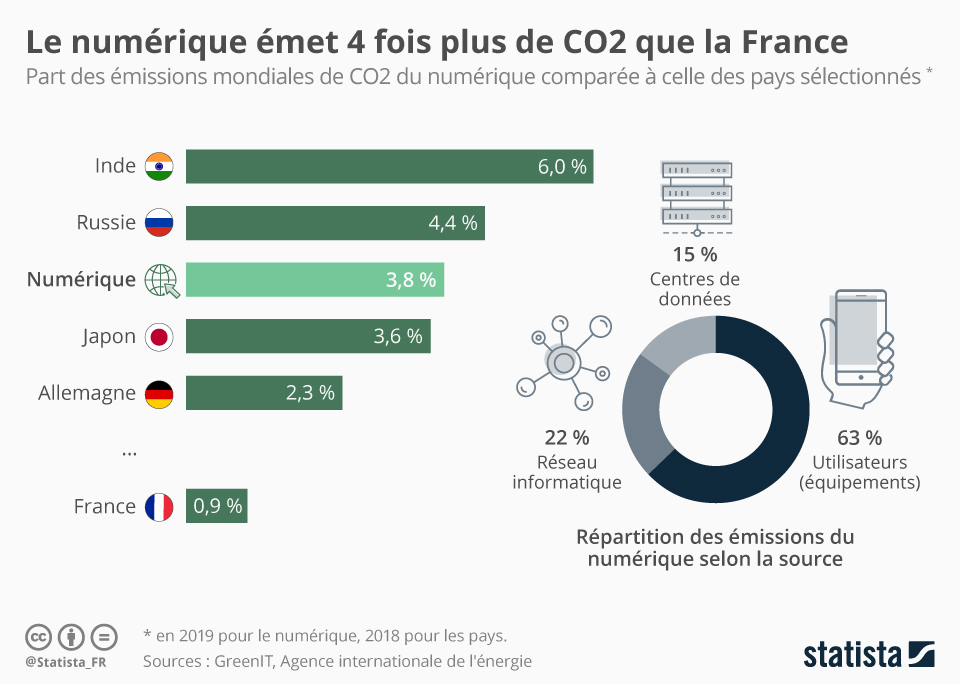 Le numérique émet 4 fois plus de CO2 que la France
Part des émissions mondiales de CO2 du numérique comparée à celle des pays sélectionnés *
Inde 6,0 %
Russie 4,4 %
Numérique 3,8 %
Japon 3,6 %
Allemagne 2,3 %
...
France 0,9 %
15 %
Centres de
données
22 %
Réseau
informatique
63 %
Utilisateurs
(équipements)
Répartition des émissions du
numérique selon la source
cc
@Statista_FR
* en 2019 pour le numérique, 2018 pour les pays.
Sources : GreenIT, Agence internationale de l'énergie
statista